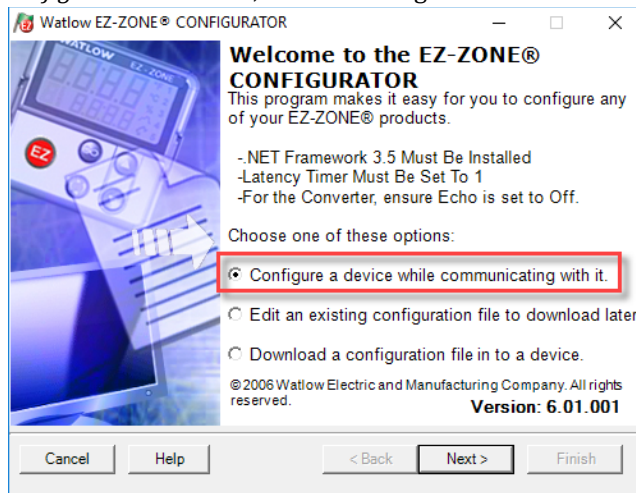 Watlow EZ-ZONE® CONFIGURATOR
WATLOW EZ-ZONE
EZ
Welcome to the EZ-ZONE®
CONFIGURATOR
This program makes it easy for you to configure any
of your EZ-ZONE® products.
-.NET Framework 3.5 Must Be Installed
-Latency Timer Must Be Set To 1
-For the Converter, ensure Echo is set to Off.
Choose one of these options:
Configure a device while communicating with it.
Edit an existing configuration file to download later
Download a configuration file in to a device.
©2006 Watlow Electric and Manufacturing Company. All rights
reserved.
Version: 6.01.001
Cancel Help < Back Next > Finish